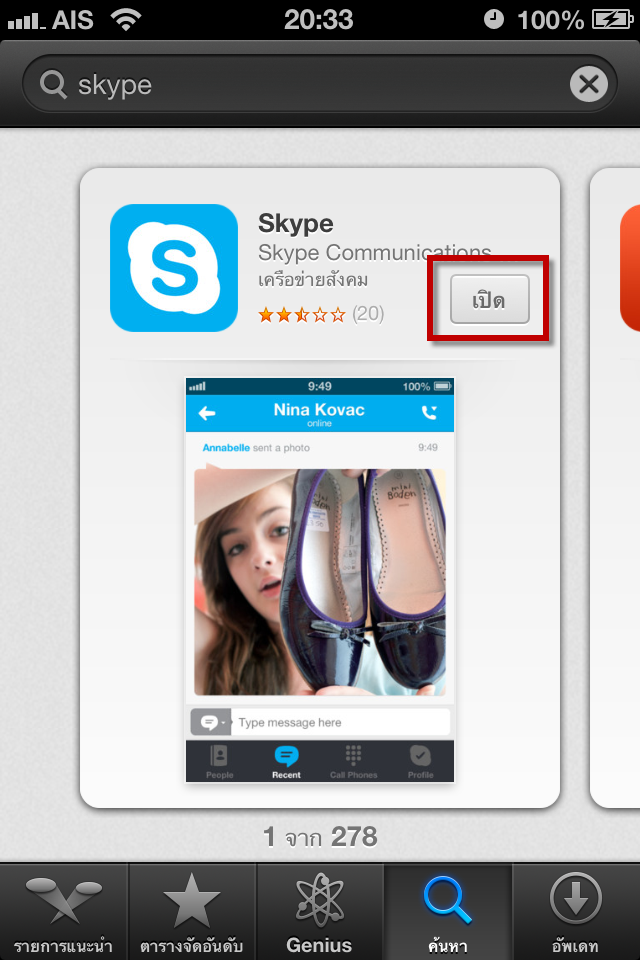 AIS 20:33 100%
skype
Skype
Skype Communications
เครือข่ายสังคม
(20)
เปิด
9:49 100%
Nina Kovac
online
Annabelle sent a photo 9:49
mini Boden
mini Boden
Type message here
People Recent Call Phones Profile
1 จาก 278
รายการแนะนำ ตารางจัดอันดับ Genius ค้นหา อัพเดท